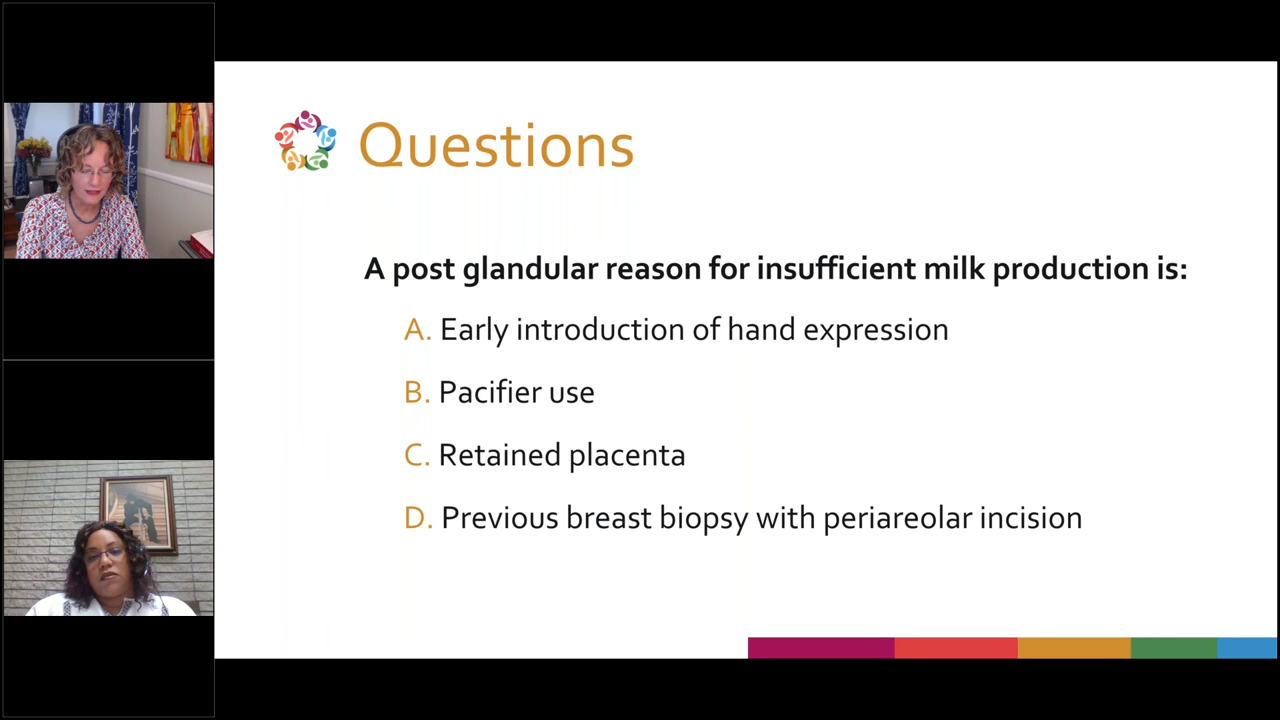 Questions
A post glandular reason for insufficient milk production is:
A. Early introduction of hand expression
B. Pacifier use
C. Retained placenta
D. Previous breast biopsy with periareolar incision